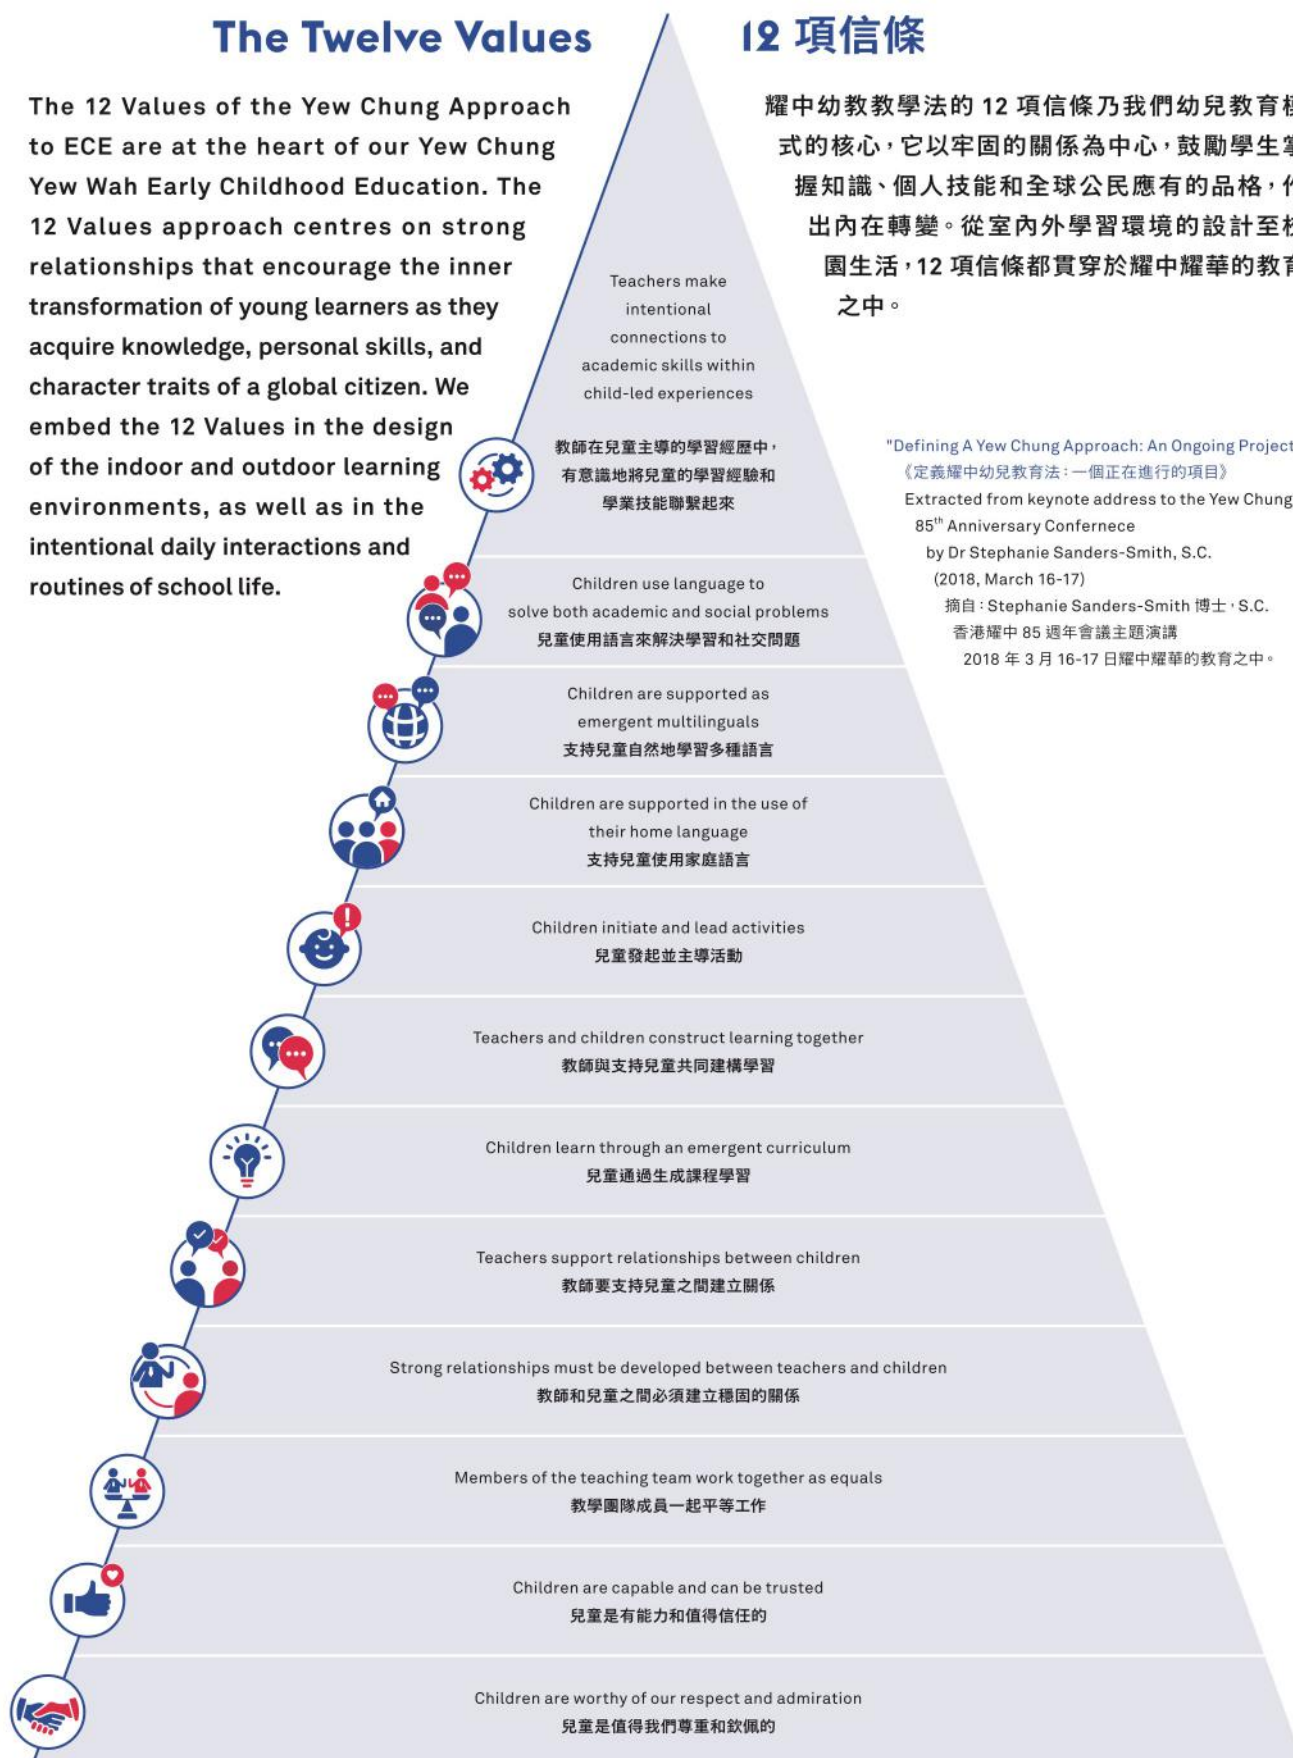 The Twelve Values
The 12 Values of the Yew Chung Approach
to ECE are at the heart of our Yew Chung
Yew Wah Early Childhood Education. The
12 Values approach centres on strong
relationships that encourage the inner
transformation of young learners as they
acquire knowledge, personal skills, and
character traits of a global citizen. We
embed the 12 Values in the design
of the indoor and outdoor learning
environments, as well as in the
intentional daily interactions and
routines of school life.
12 項信條
耀中幼教教學法的 12 項信條乃我們幼兒教育模
式的核心，它以牢固的關係為中心，鼓勵學生掌
握知識、個人技能和全球公民應有的品格，作
出內在轉變。從室內外學習環境的設計至校
園生活，12 項信條都貫穿於耀中耀華的教育
之中。
"Defining A Yew Chung Approach: An Ongoing Project
《定義耀中幼兒教育法：一個正在進行的項目》
Extracted from keynote address to the Yew Chung
85th Anniversary Confernece
by Dr Stephanie Sanders-Smith, S.C.
(2018, March 16-17)
摘自：Stephanie Sanders-Smith 博士，S.C.
香港耀中 85 週年會議主題演講
2018 年 3 月 16-17 日耀中耀華的教育之中。
Teachers make
intentional
connections to
academic skills within
child-led experiences
教師在兒童主導的學習經歷中，
有意識地將兒童的學習經驗和
學業技能聯繫起來
Children use language to
solve both academic and social problems
兒童使用語言來解決學習和社交問題
Children are supported as
emergent multilinguals
支持兒童自然地學習多種語言
Children are supported in the use of
their home language
支持兒童使用家庭語言
Children initiate and lead activities
兒童發起並主導活動
Teachers and children construct learning together
教師與支持兒童共同建構學習
Children learn through an emergent curriculum
兒童通過生成課程學習
Teachers support relationships between children
教師要支持兒童之間建立關係
Strong relationships must be developed between teachers and children
教師和兒童之間必須建立穩固的關係
Members of the teaching team work together as equals
教學團隊成員一起平等工作
Children are capable and can be trusted
兒童是有能力和值得信任的
Children are worthy of our respect and admiration
兒童是值得我們尊重和欽佩的